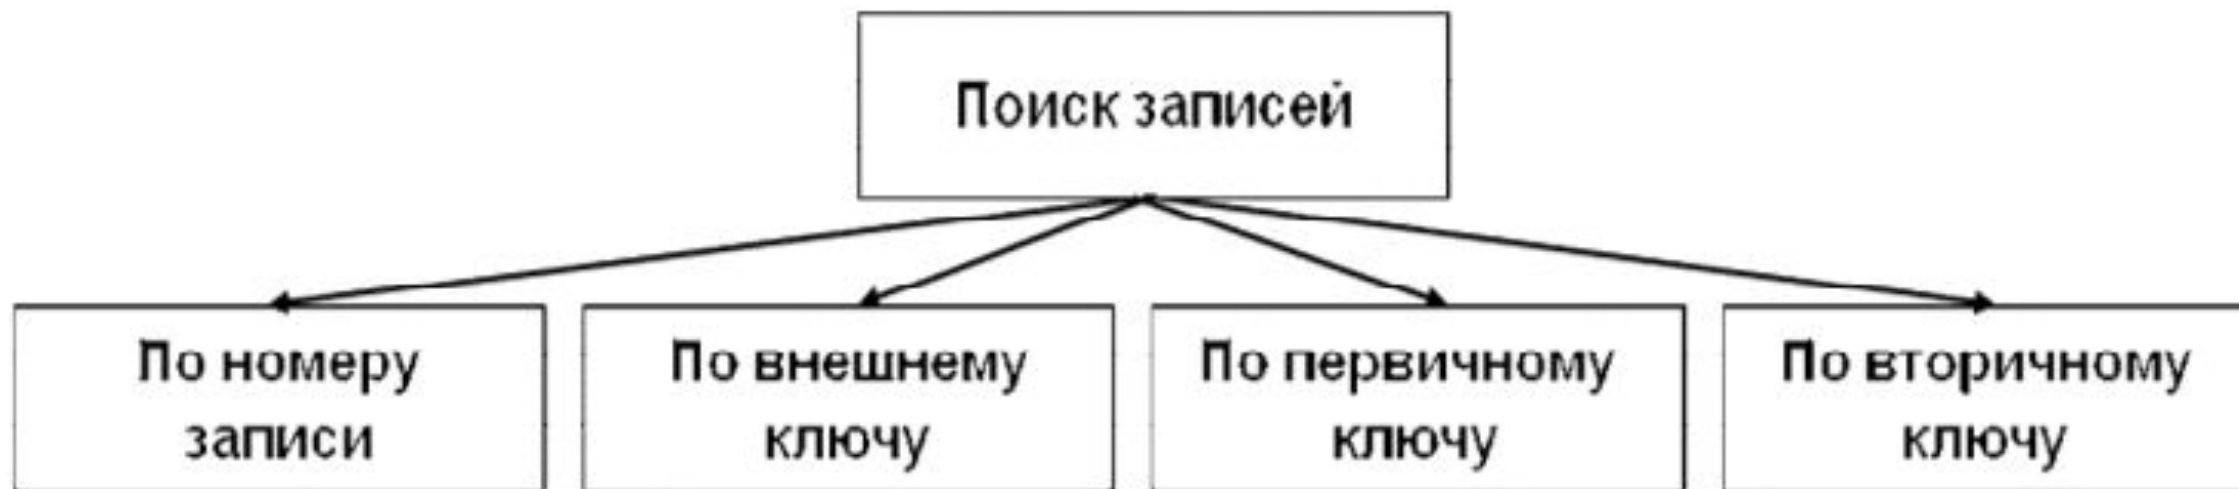 Поиск записей
По номеру
записи
По внешнему
ключу
По первичному
ключу
По вторичному
ключу